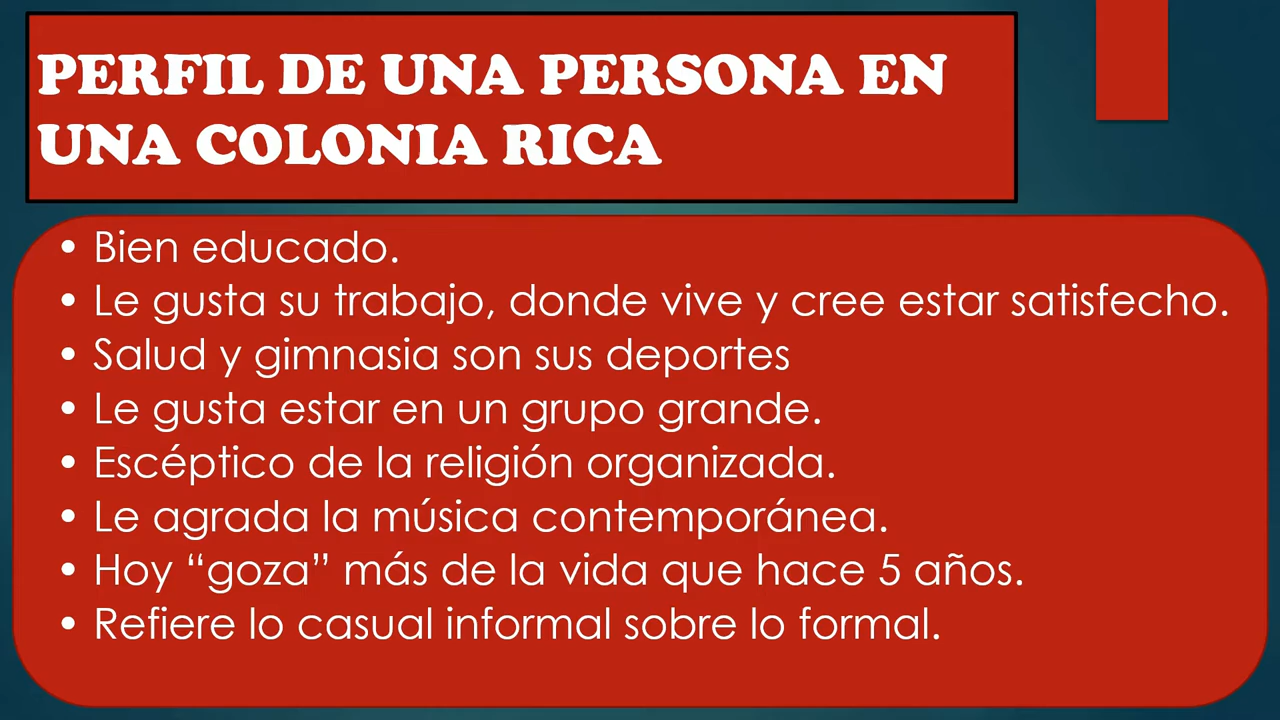 PERFIL DE UNA PERSONA EN
UNA COLONIA RICA
• Bien educado.
• Le gusta su trabajo, donde vive y cree estar satisfecho.
• Salud y gimnasia son sus deportes
• Le gusta estar en un grupo grande.
• Escéptico de la religión organizada.
• Le agrada la música contemporánea.
• Hoy “goza” más de la vida que hace 5 años.
• Refiere lo casual informal sobre lo formal.